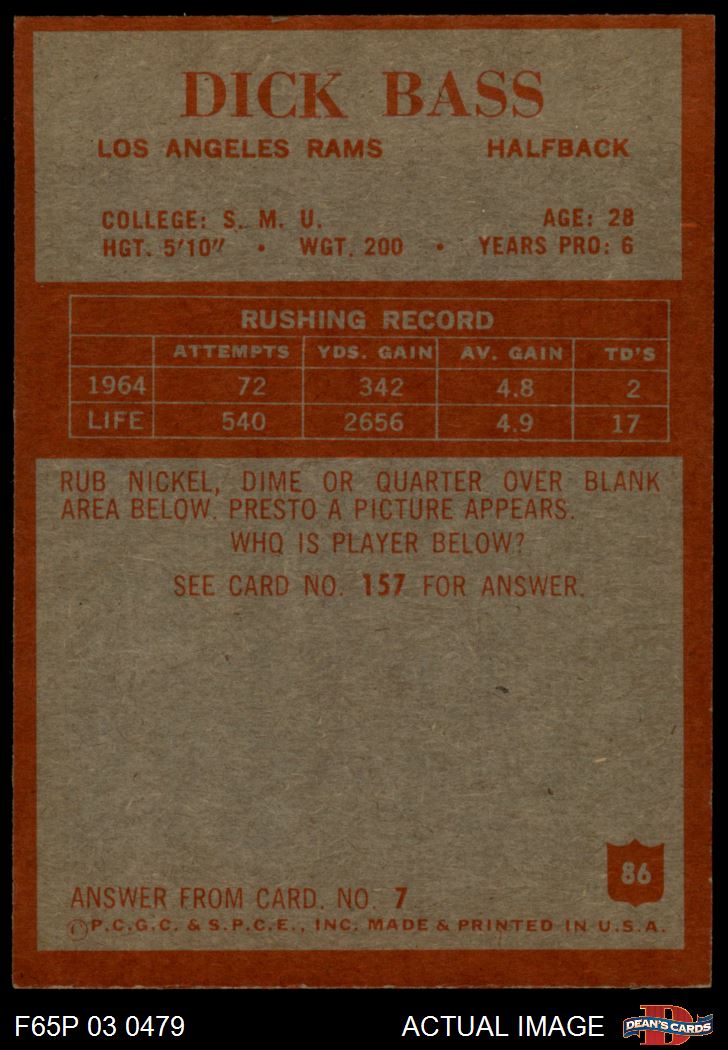 DICK BASS
LOS ANGELES RAMS HALFBACK
COLLEGE: S. M. U. AGE: 28
HGT. 5'10" • WGT. 200 • YEARS PRO: 6
RUSHING RECORD
ATTEMPTS YDS. GAIN AV. GAIN TD'S
1964 72 342 4.8 2
LIFE 540 2656 4.9 17
RUB NICKEL, DIME OR QUARTER OVER BLANK
AREA BELOW. PRESTO A PICTURE APPEARS.
WHO IS PLAYER BELOW?
SEE CARD NO. 157 FOR ANSWER.
86
ANSWER FROM CARD. NO. 7
©P.C.G.C. & S.P.C.E., INC. MADE & PRINTED IN U.S.A.
F65P 03 0479 ACTUAL IMAGE
D
DEAN'S CARDS